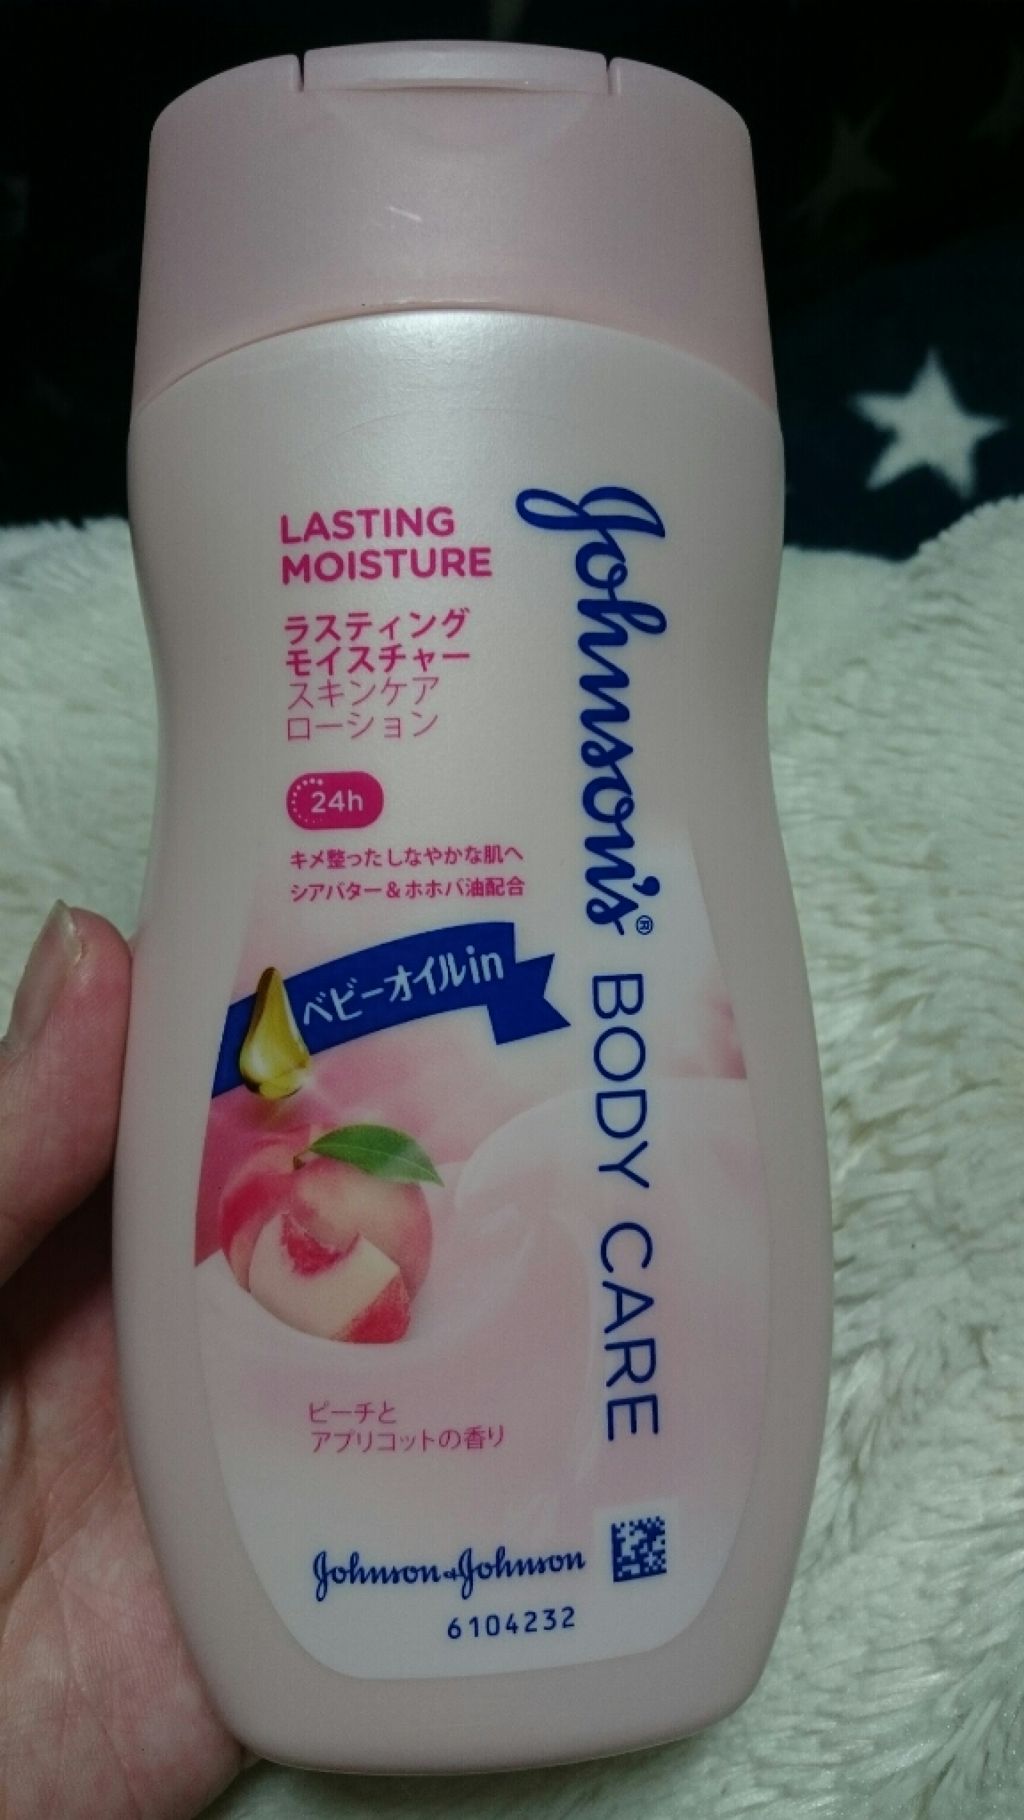 LASTING
MOISTURE
ラスティング
モイスチャー
スキンケア
ローション
24h
キメ整ったしなやかな肌へ
シアバター&ホホバ油配合
ベビーオイルin
Johnson's® BODY CARE
ピーチと
アプリコットの香り
Johnson&Johnson
6104232